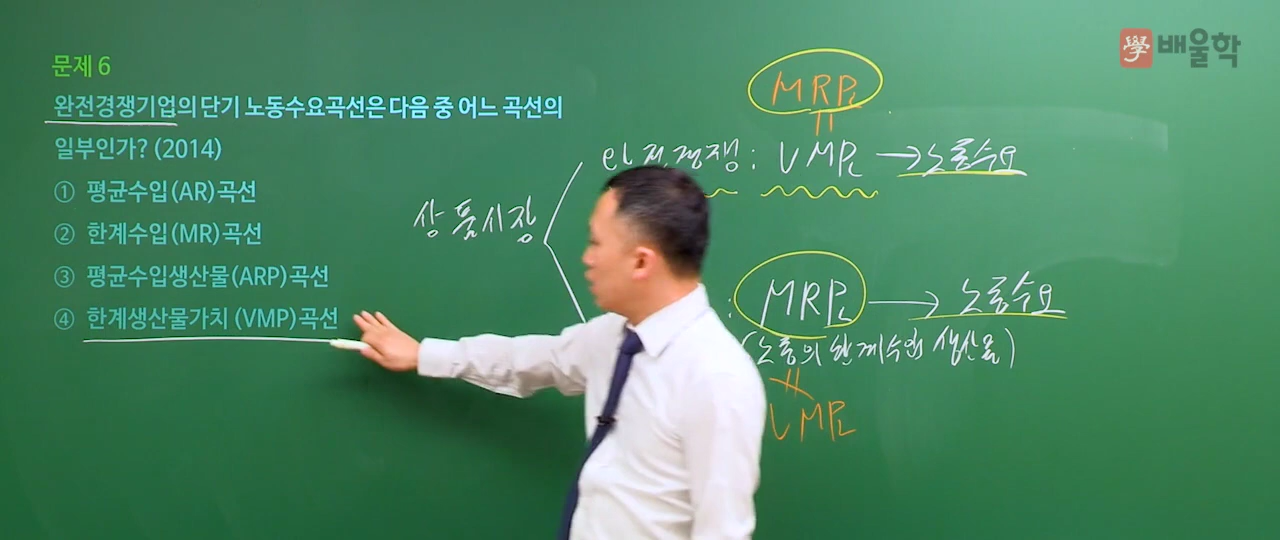 문제 6
완전경쟁기업의 단기 노동수요곡선은 다음 중 어느 곡선의
일부인가? (2014)
① 평균수입(AR)곡선
② 한계수입(MR)곡선
③ 평균수입생산물(ARP)곡선
④ 한계생산물가치 (VMP)곡선
學 배울학
MRPL
=
완전경쟁 : VMPL → 노동수요
상품시장
: MRPL → 노동수요
(노동의 한계수입 생산물)
≠
VMPL